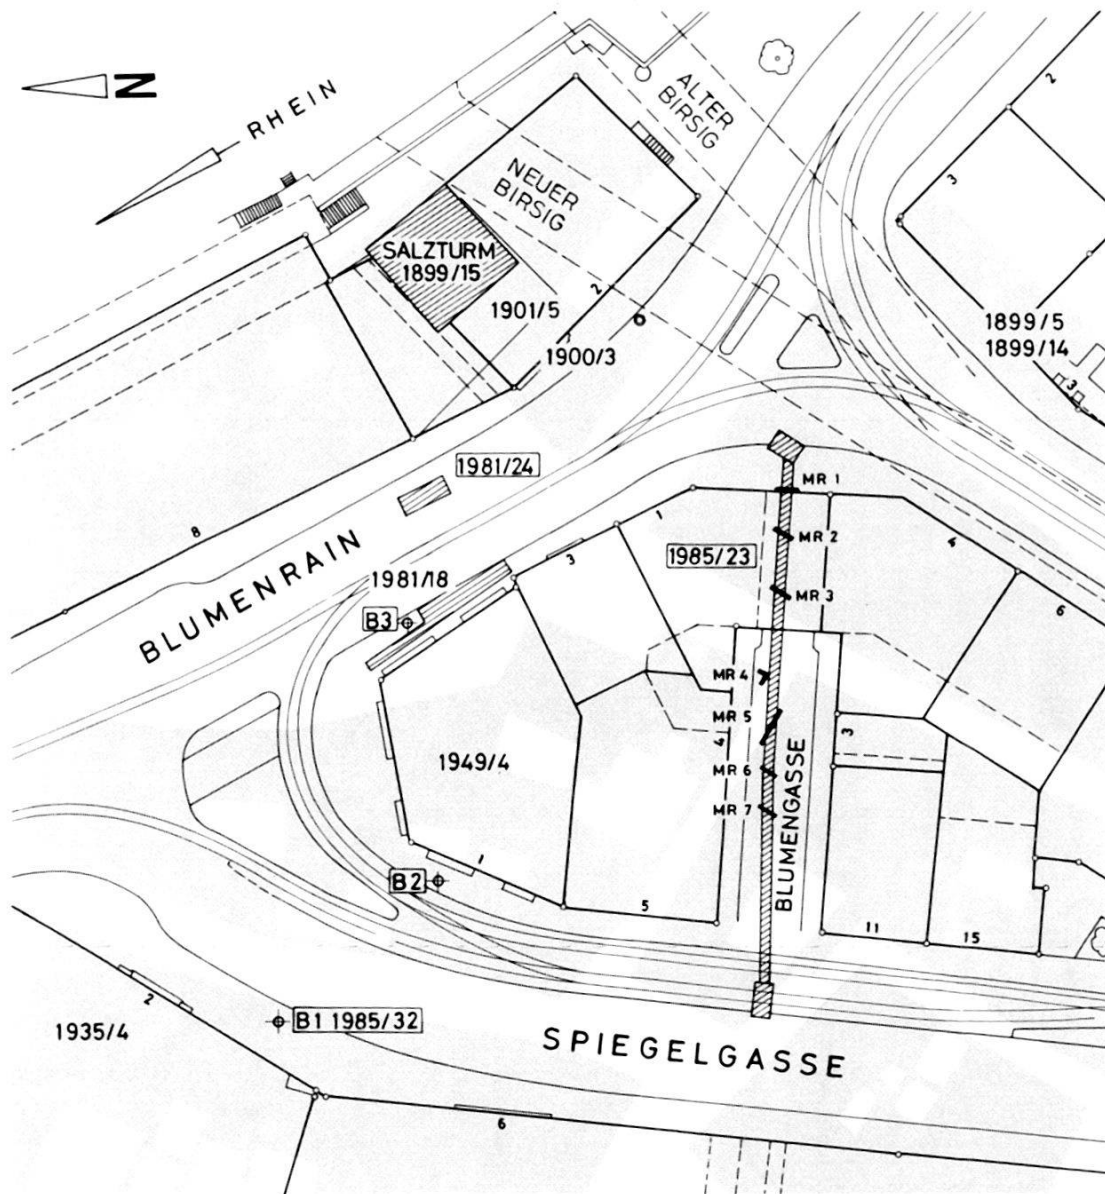 N
RHEIN
ALTER
BIRSIG
NEUER
BIRSIG
2
3
SALZTURM
1899/15
1901/5
2
1900/3
1899/5
1899/14
3
1981/24
8
BLUMENRAIN
1981/18
B3
3
1
1985/23
MR 1
MR 2
MR 3
4
6
MR 4
MR 5
4
3
MR 6
MR 7
BLUMENGASSE
1949/4
B2
1
5
11
15
2
1935/4
B1 1985/32
SPIEGELGASSE
6